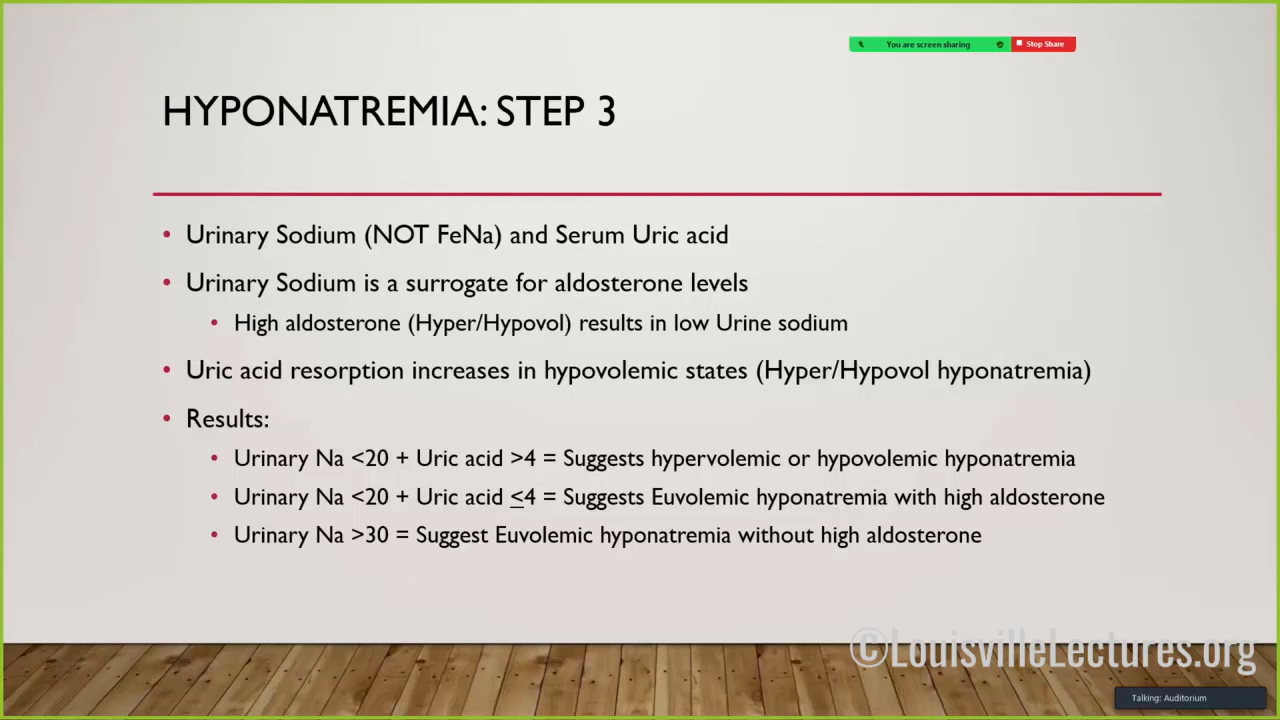 You are screen sharing
Stop Share
HYPONATREMIA: STEP 3
• Urinary Sodium (NOT FeNa) and Serum Uric acid
• Urinary Sodium is a surrogate for aldosterone levels
• High aldosterone (Hyper/Hypovol) results in low Urine sodium
• Uric acid resorption increases in hypovolemic states (Hyper/Hypovol hyponatremia)
• Results:
• Urinary Na <20 + Uric acid >4 = Suggests hypervolemic or hypovolemic hyponatremia
• Urinary Na <20 + Uric acid ≤4 = Suggests Euvolemic hyponatremia with high aldosterone
• Urinary Na >30 = Suggest Euvolemic hyponatremia without high aldosterone
©LouisvilleLectures.org
Talking: Auditorium